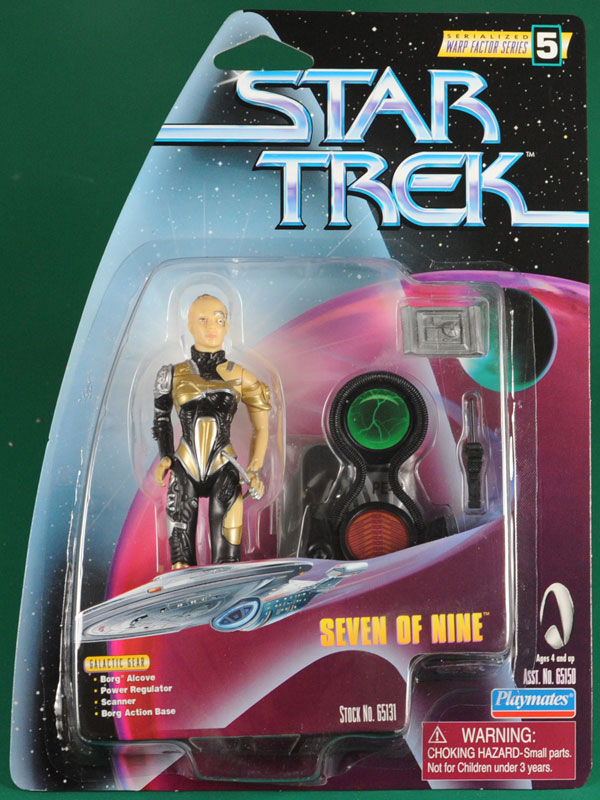 SERIALIZED
WARP FACTOR SERIES 5
STAR
TREK™
SEVEN OF NINE™
GALACTIC GEAR
• Borg Alcove
• Power Regulator
• Scanner
• Borg Action Base
STOCK NO. 65131
Ages 4 and up
ASST. NO. 65150
Playmates®
⚠ WARNING:
CHOKING HAZARD-Small parts.
Not for Children under 3 years.